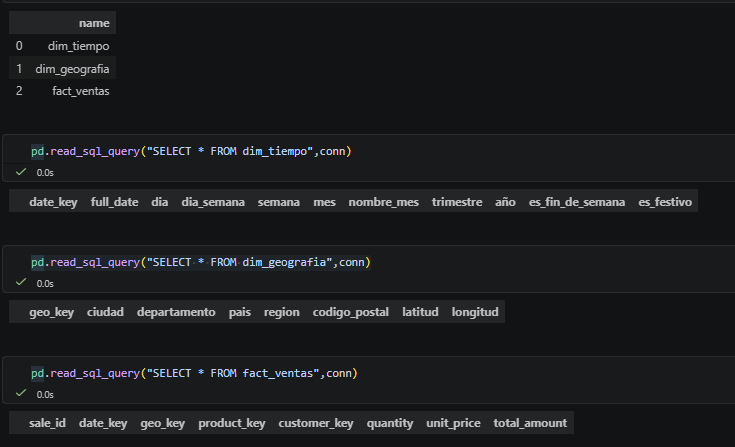 name
0 dim_tiempo
1 dim_geografia
2 fact_ventas
pd.read_sql_query("SELECT * FROM dim_tiempo",conn)
0.0s
date_key full_date dia dia_semana semana mes nombre_mes trimestre año es_fin_de_semana es_festivo
pd.read_sql_query("SELECT * FROM dim_geografia",conn)
0.0s
geo_key ciudad departamento pais region codigo_postal latitud longitud
pd.read_sql_query("SELECT * FROM fact_ventas",conn)
0.0s
sale_id date_key geo_key product_key customer_key quantity unit_price total_amount